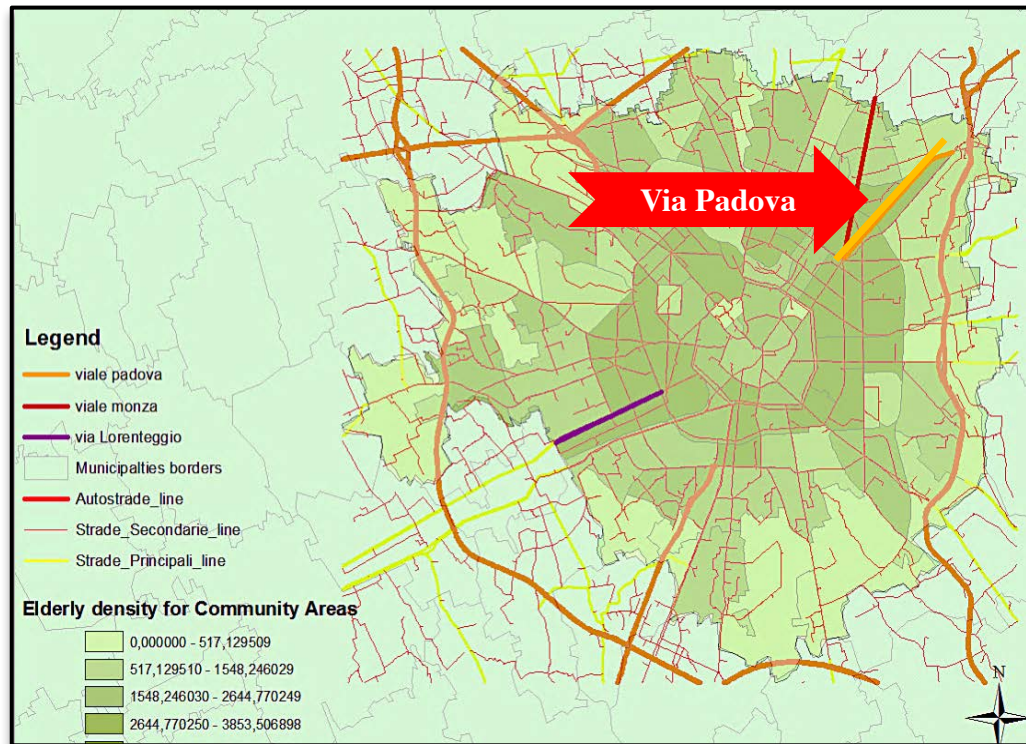 Via Padova
Legend
viale padova
viale monza
via Lorenteggio
Municipalties borders
Autostrade_line
Strade_Secondarie_line
Strade_Principali_line
Elderly density for Community Areas
0,000000 - 517,129509
517,129510 - 1548,246029
1548,246030 - 2644,770249
2644,770250 - 3853,506898
N